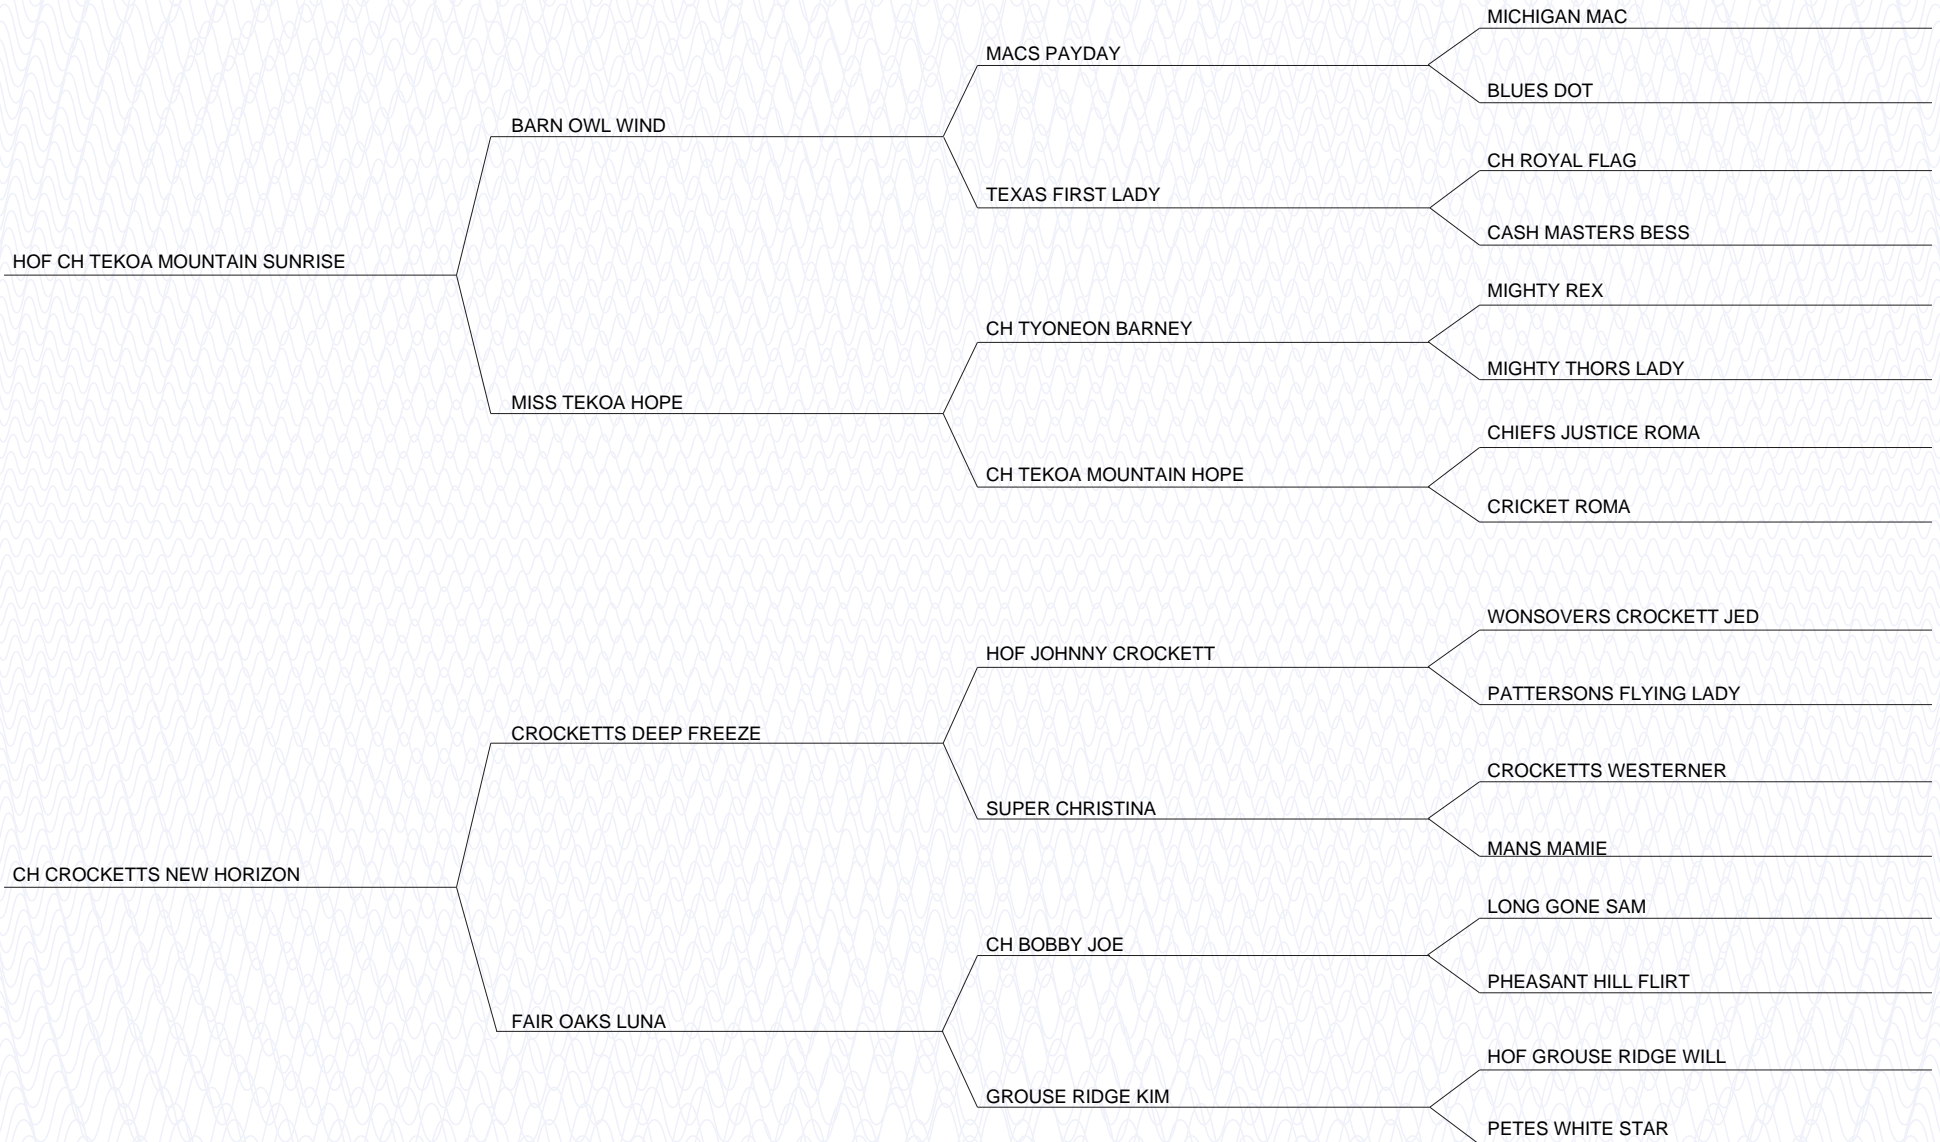 MICHIGAN MAC
MACS PAYDAY
BLUES DOT
BARN OWL WIND
CH ROYAL FLAG
TEXAS FIRST LADY
CASH MASTERS BESS
HOF CH TEKOA MOUNTAIN SUNRISE
MIGHTY REX
CH TYONEON BARNEY
MIGHTY THORS LADY
MISS TEKOA HOPE
CHIEFS JUSTICE ROMA
CH TEKOA MOUNTAIN HOPE
CRICKET ROMA
WONSOVERS CROCKETT JED
HOF JOHNNY CROCKETT
PATTERSONS FLYING LADY
CROCKETTS DEEP FREEZE
CROCKETTS WESTERNER
SUPER CHRISTINA
MANS MAMIE
CH CROCKETTS NEW HORIZON
LONG GONE SAM
CH BOBBY JOE
PHEASANT HILL FLIRT
FAIR OAKS LUNA
HOF GROUSE RIDGE WILL
GROUSE RIDGE KIM
PETES WHITE STAR